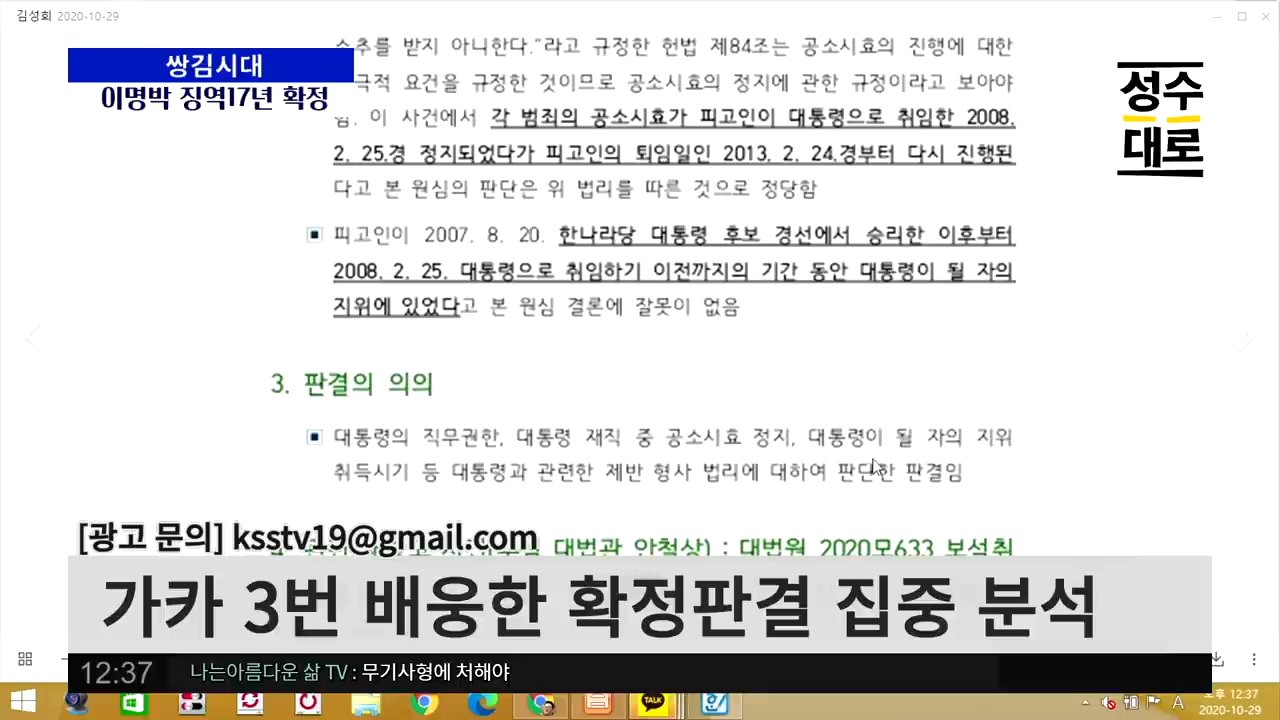 김성회 2020-10-29
쌍김시대
이명박 징역17년 확정
성수
대로
소추를 받지 아니한다."라고 규정한 헌법 제84조는 공소시효의 진행에 대한
극적 요건을 규정한 것이므로 공소시효의 정지에 관한 규정이라고 보아야
이 사건에서 각 범죄의 공소시효가 피고인이 대통령으로 취임한 2008.
2. 25.경 정지되었다가 피고인의 퇴임일인 2013. 2. 24.경부터 다시 진행된
다고 본 원심의 판단은 위 법리를 따른 것으로 정당함
피고인이 2007. 8. 20. 한나라당 대통령 후보 경선에서 승리한 이후부터
2008. 2. 25. 대통령으로 취임하기 이전까지의 기간 동안 대통령이 될 자의
지위에 있었다고 본 원심 결론에 잘못이 없음
3. 판결의 의의
대통령의 직무권한, 대통령 재직 중 공소시효 정지, 대통령이 될 자의 지위
취득시기 등 대통령과 관련한 제반 형사 법리에 대하여 판단한 판결임
대법관 안철상) : 대법원 2020모633 보석취
[광고 문의] ksstv19@gmail.com
가카 3번 배웅한 확정판결 집중 분석
12:37 나는아름다운 삶 TV : 무기사형에 처해야
TALK
A
오후 12:37
2020-10-29